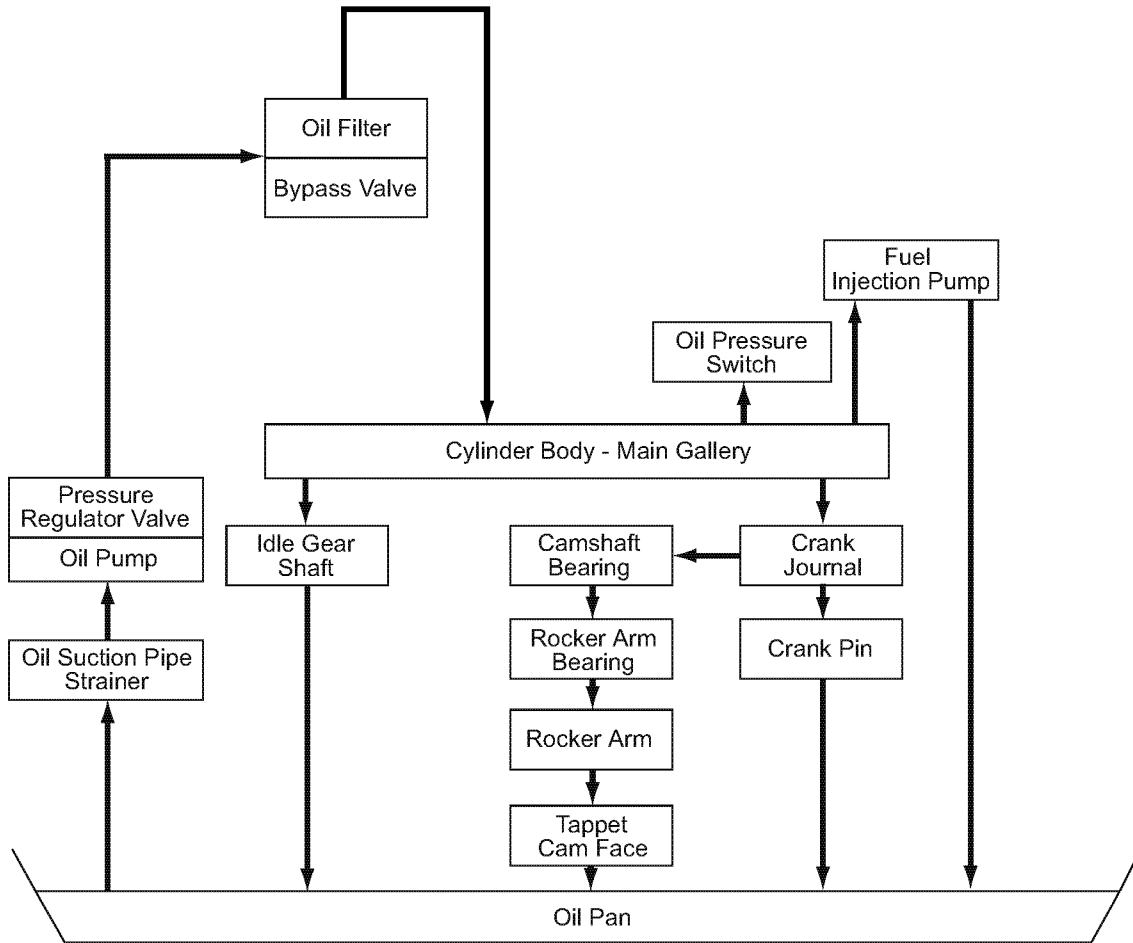 Oil Filter
Bypass Valve
Fuel
Injection Pump
Oil Pressure
Switch
Cylinder Body - Main Gallery
Pressure
Regulator Valve
Oil Pump
Idle Gear
Shaft
Camshaft
Bearing
Crank
Journal
Oil Suction Pipe
Strainer
Rocker Arm
Bearing
Crank Pin
Rocker Arm
Tappet
Cam Face
Oil Pan